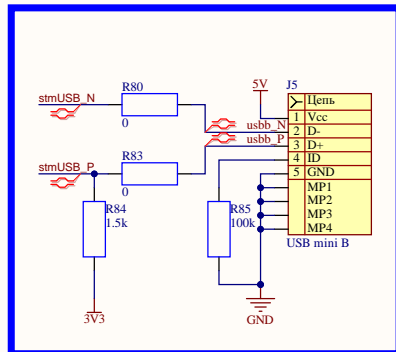 R80
stmUSB_N
0
5V
J5
Цепь
1 Vcc
usbb_N
2 D-
usbb_P
3 D+
stmUSB_P
R83
4 ID
0
5 GND
MP1
R84
1.5k
R85
100k
MP2
MP3
MP4
USB mini B
3V3
GND